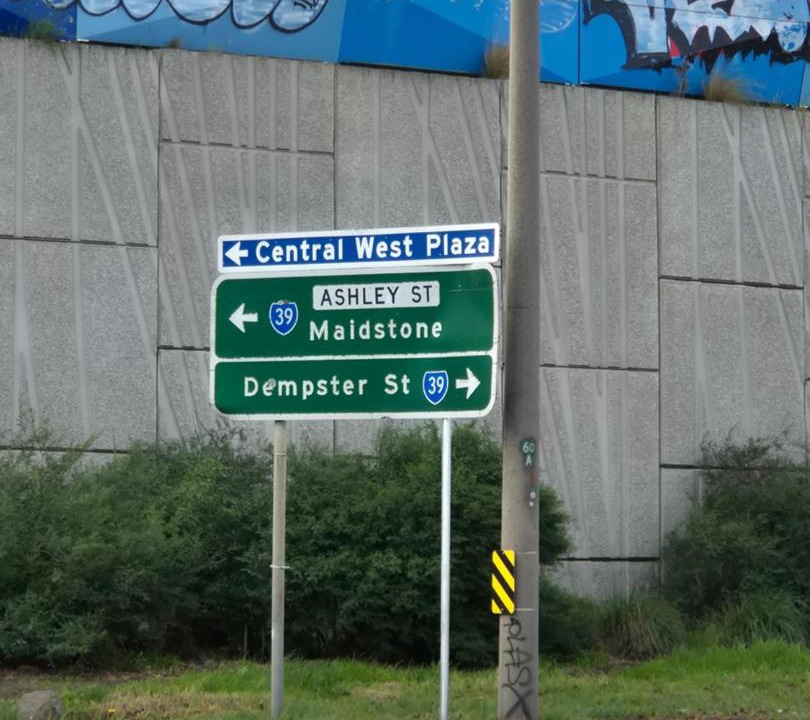 Central West Plaza
ASHLEY ST
39
Maidstone
Dempster St 39
60
A